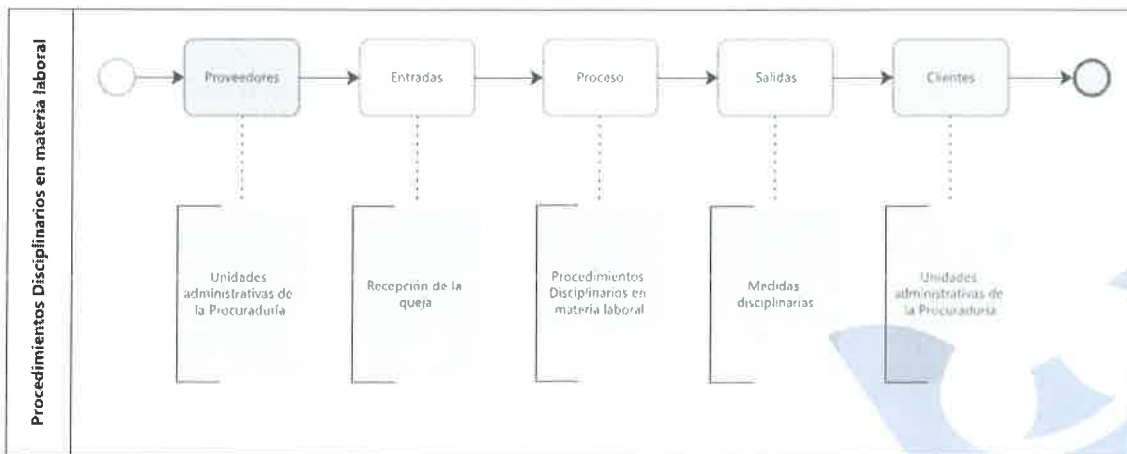 Procedimientos Disciplinarios en materia laboral
Proveedores
Entradas
Proceso
Salidas
Clientes
Unidades
administrativas de
la Procuraduría
Recepción de la
queja
Procedimientos
Disciplinarios en
materia laboral
Medidas
disciplinarias
Unidades
administrativas de
la Procuraduría